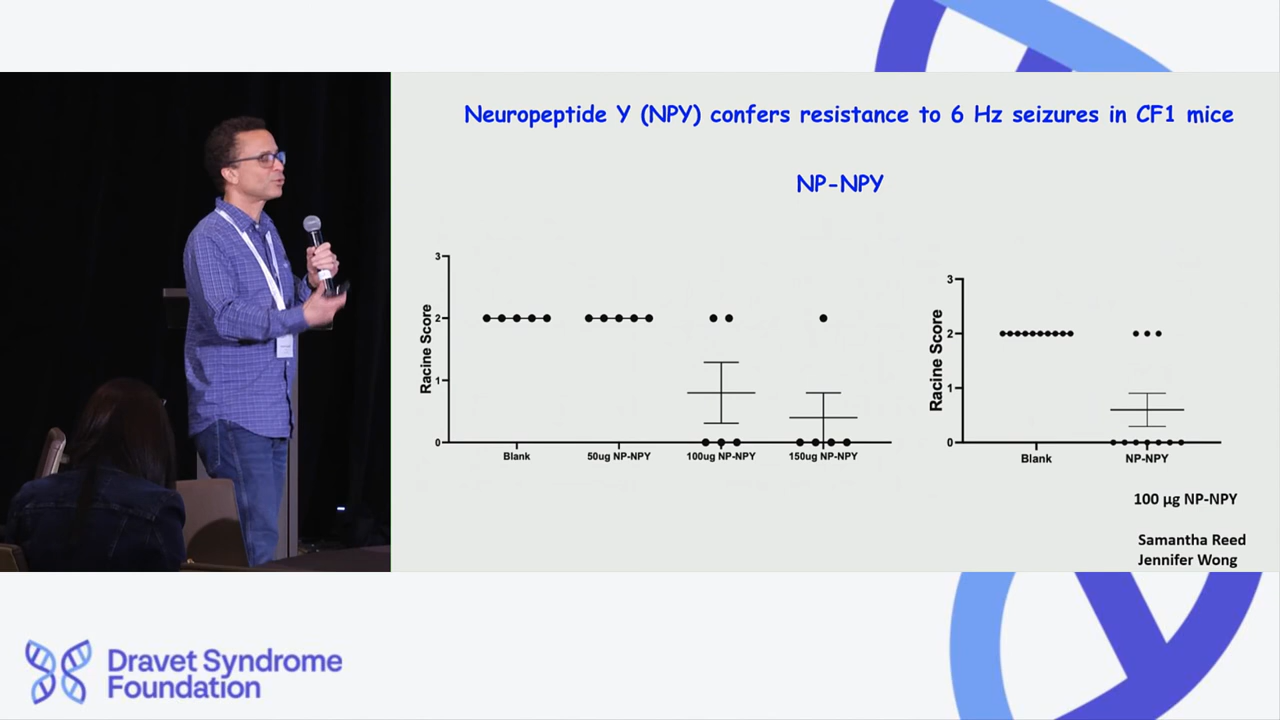 Neuropeptide Y (NPY) confers resistance to 6 Hz seizures in CF1 mice
NP-NPY
Racine Score
3
2
1
0
Blank
50ug NP-NPY
100ug NP-NPY
150ug NP-NPY
Racine Score
3
2
1
0
Blank
NP-NPY
100 µg NP-NPY
Samantha Reed
Jennifer Wong
Dravet Syndrome
Foundation